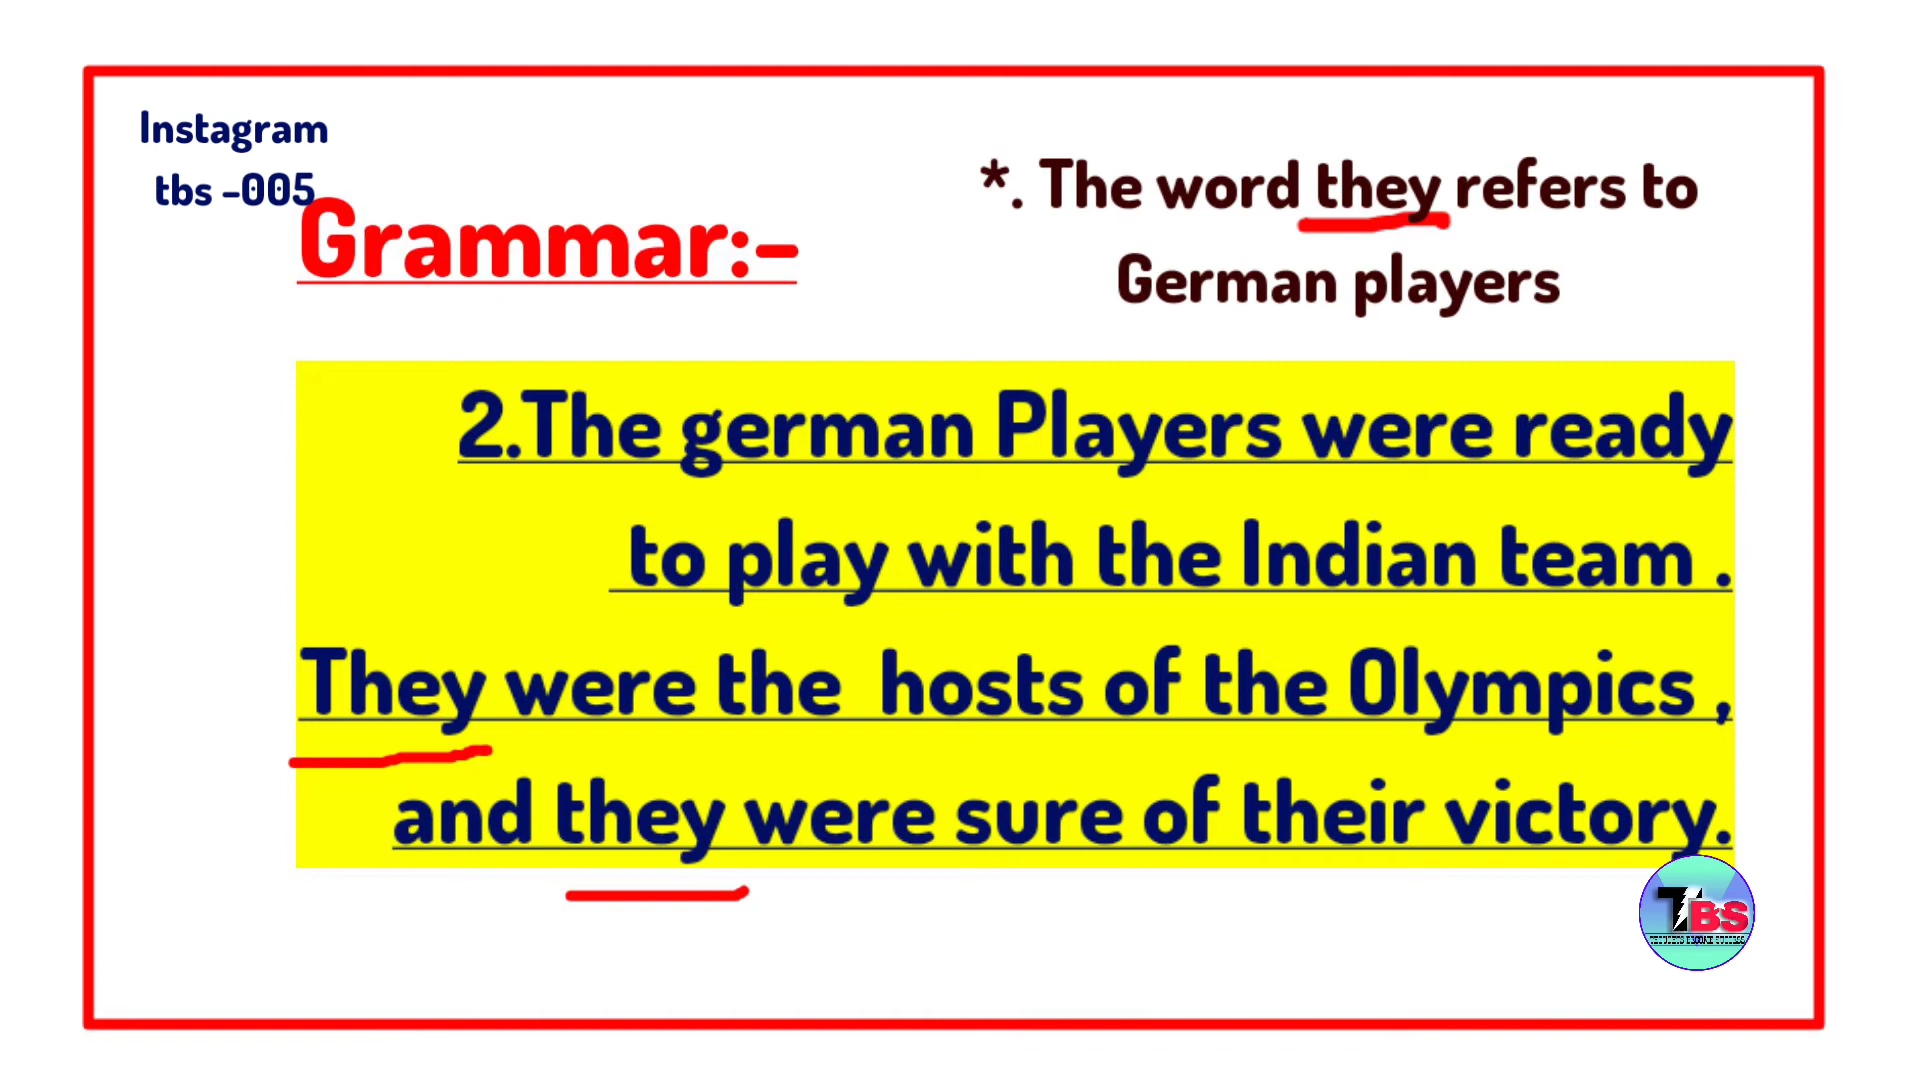 Instagram
tbs -005
Grammar:-
*. The word they refers to
German players
2.The german Players were ready
to play with the Indian team .
They were the hosts of the Olympics ,
and they were sure of their victory.
TBS